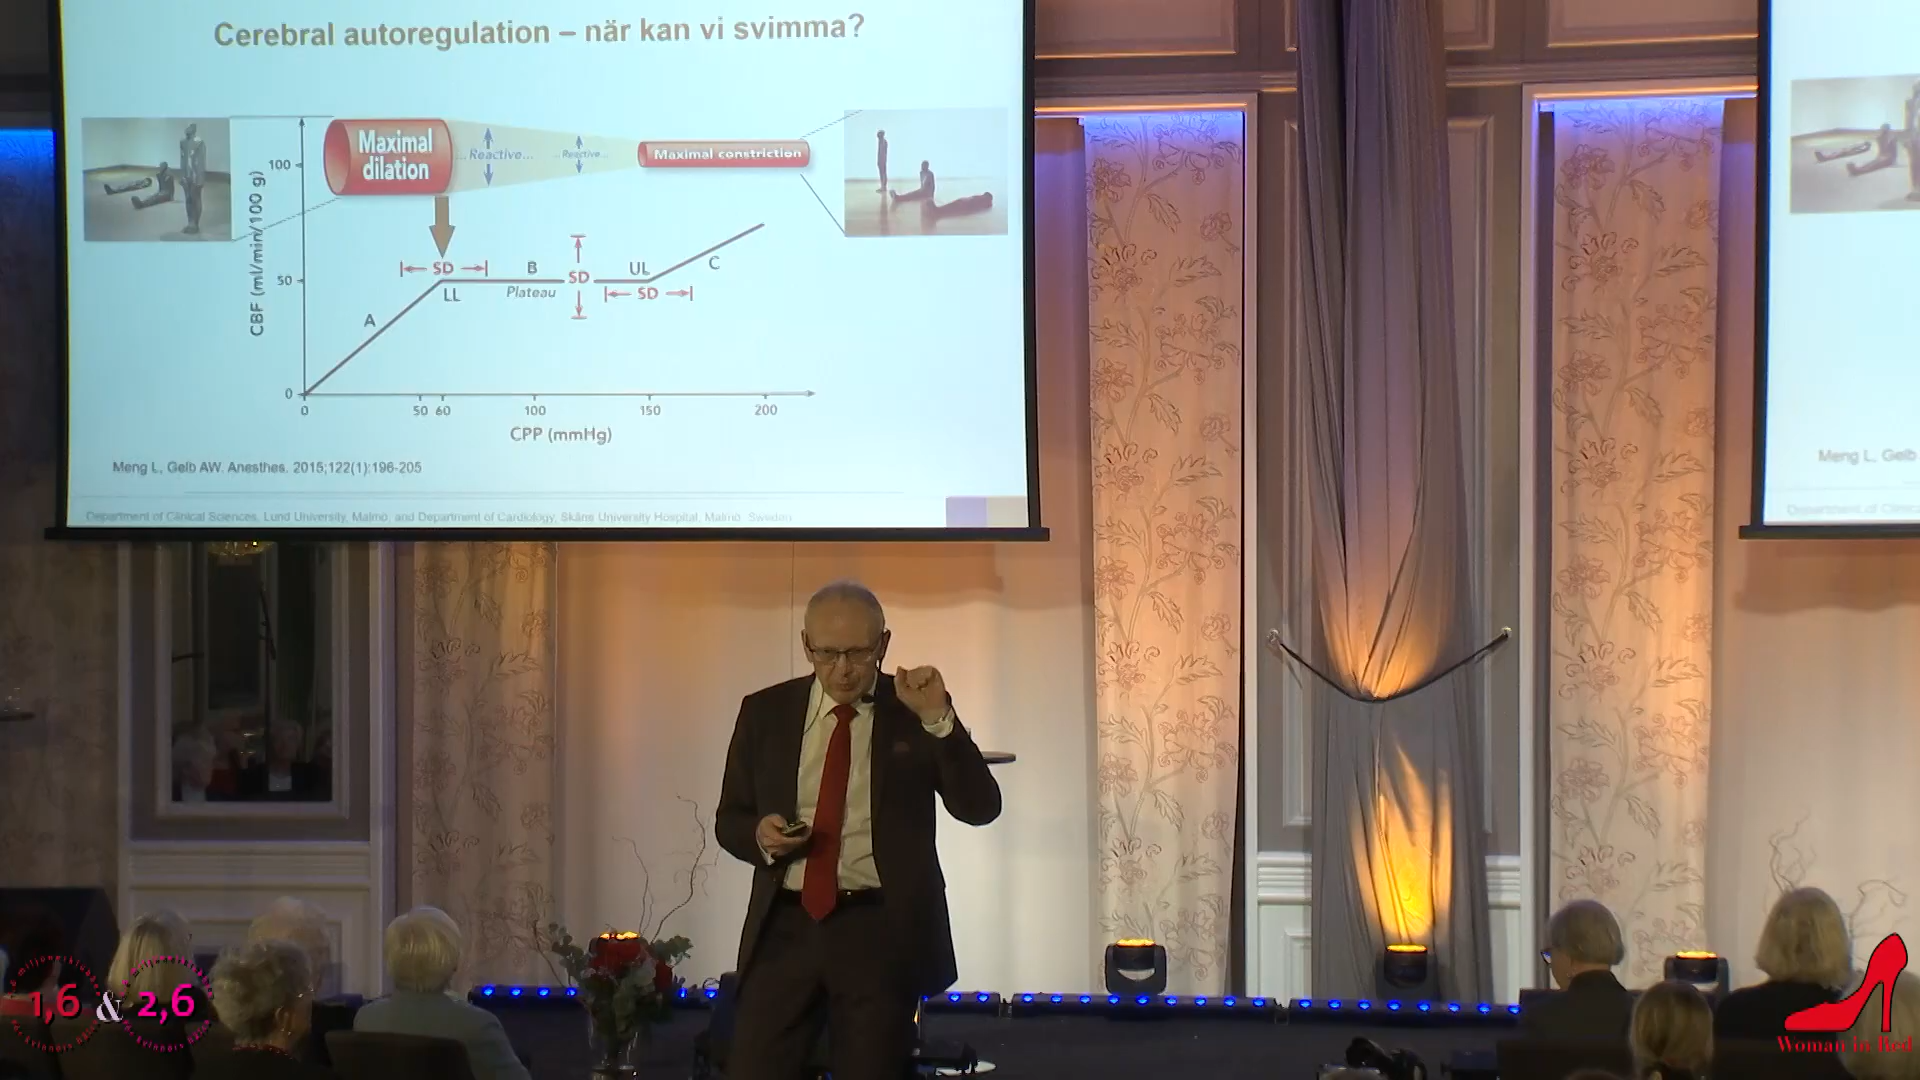 Cerebral autoregulation – när kan vi svimma?
Maximal dilation
Reactive...
Reactive...
Maximal constriction
CBF (ml/min/100 g)
100
50
0
SD
LL
B
Plateau
SD
UL
SD
C
A
0
50
60
100
150
200
CPP (mmHg)
Meng L, Gelb AW. Anesthes. 2015;122(1):196-205
Department of Clinical Sciences, Lund University, Malmö, and Department of Cardiology, Skåne University Hospital, Malmö, Sweden
Meng L, Gelb
Department of Clinica
1,6 & 2,6
Woman in Red